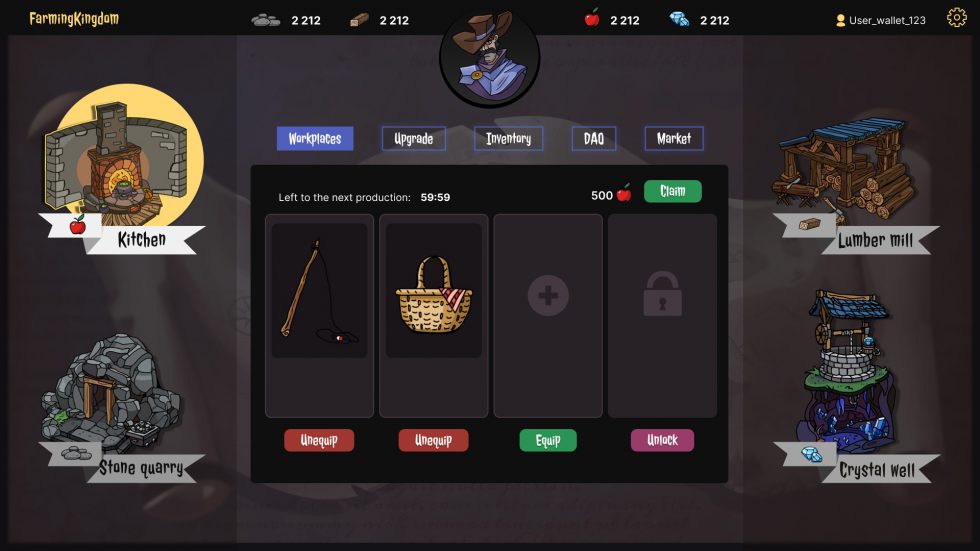 FarmingKingdom
2 212
2 212
2 212
2 212
User_wallet_123
Workplaces
Upgrade
Inventory
DAO
Market
Left to the next production: 59:59
500
Claim
Kitchen
Lumber mill
Stone quarry
Crystal well
Unequip
Unequip
Equip
Unlock